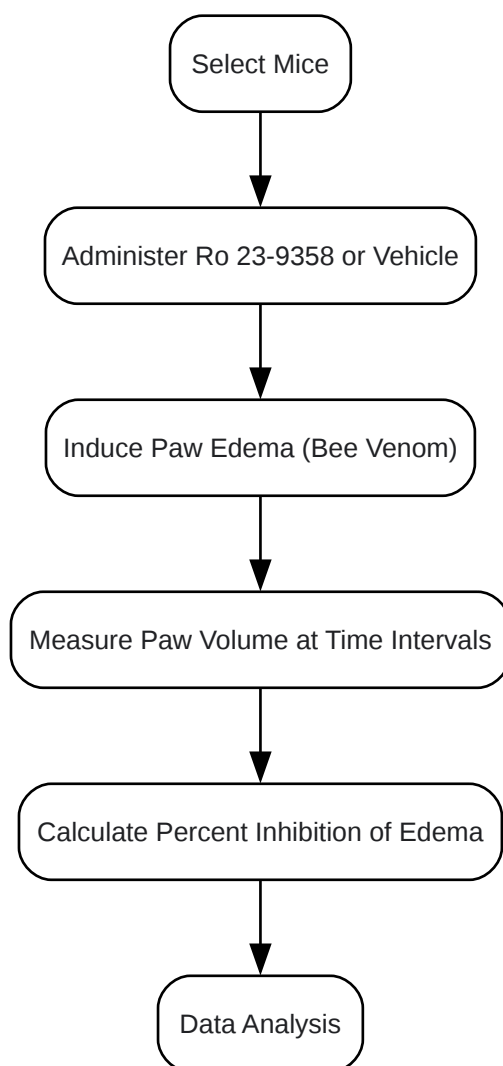 Select Mice
Administer Ro 23-9358 or Vehicle
Induce Paw Edema (Bee Venom)
Measure Paw Volume at Time Intervals
Calculate Percent Inhibition of Edema
Data Analysis